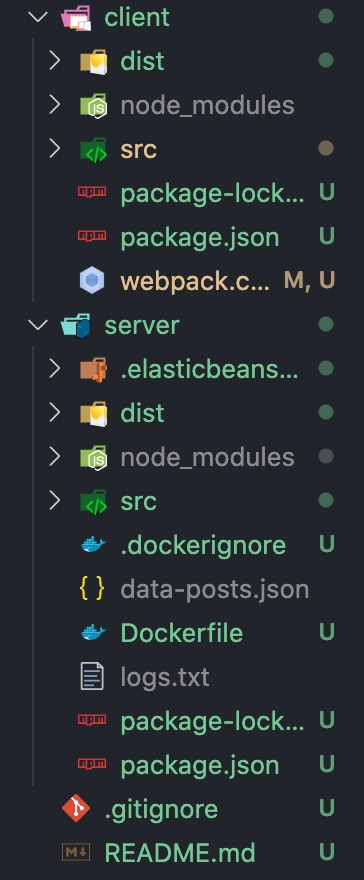 client
dist
node_modules
src
package-lock... U
package.json U
webpack.c... M, U
server
.elasticbeans...
dist
node_modules
src
.dockerignore U
{ } data-posts.json
Dockerfile U
logs.txt
package-lock... U
package.json U
.gitignore U
M↓ README.md U